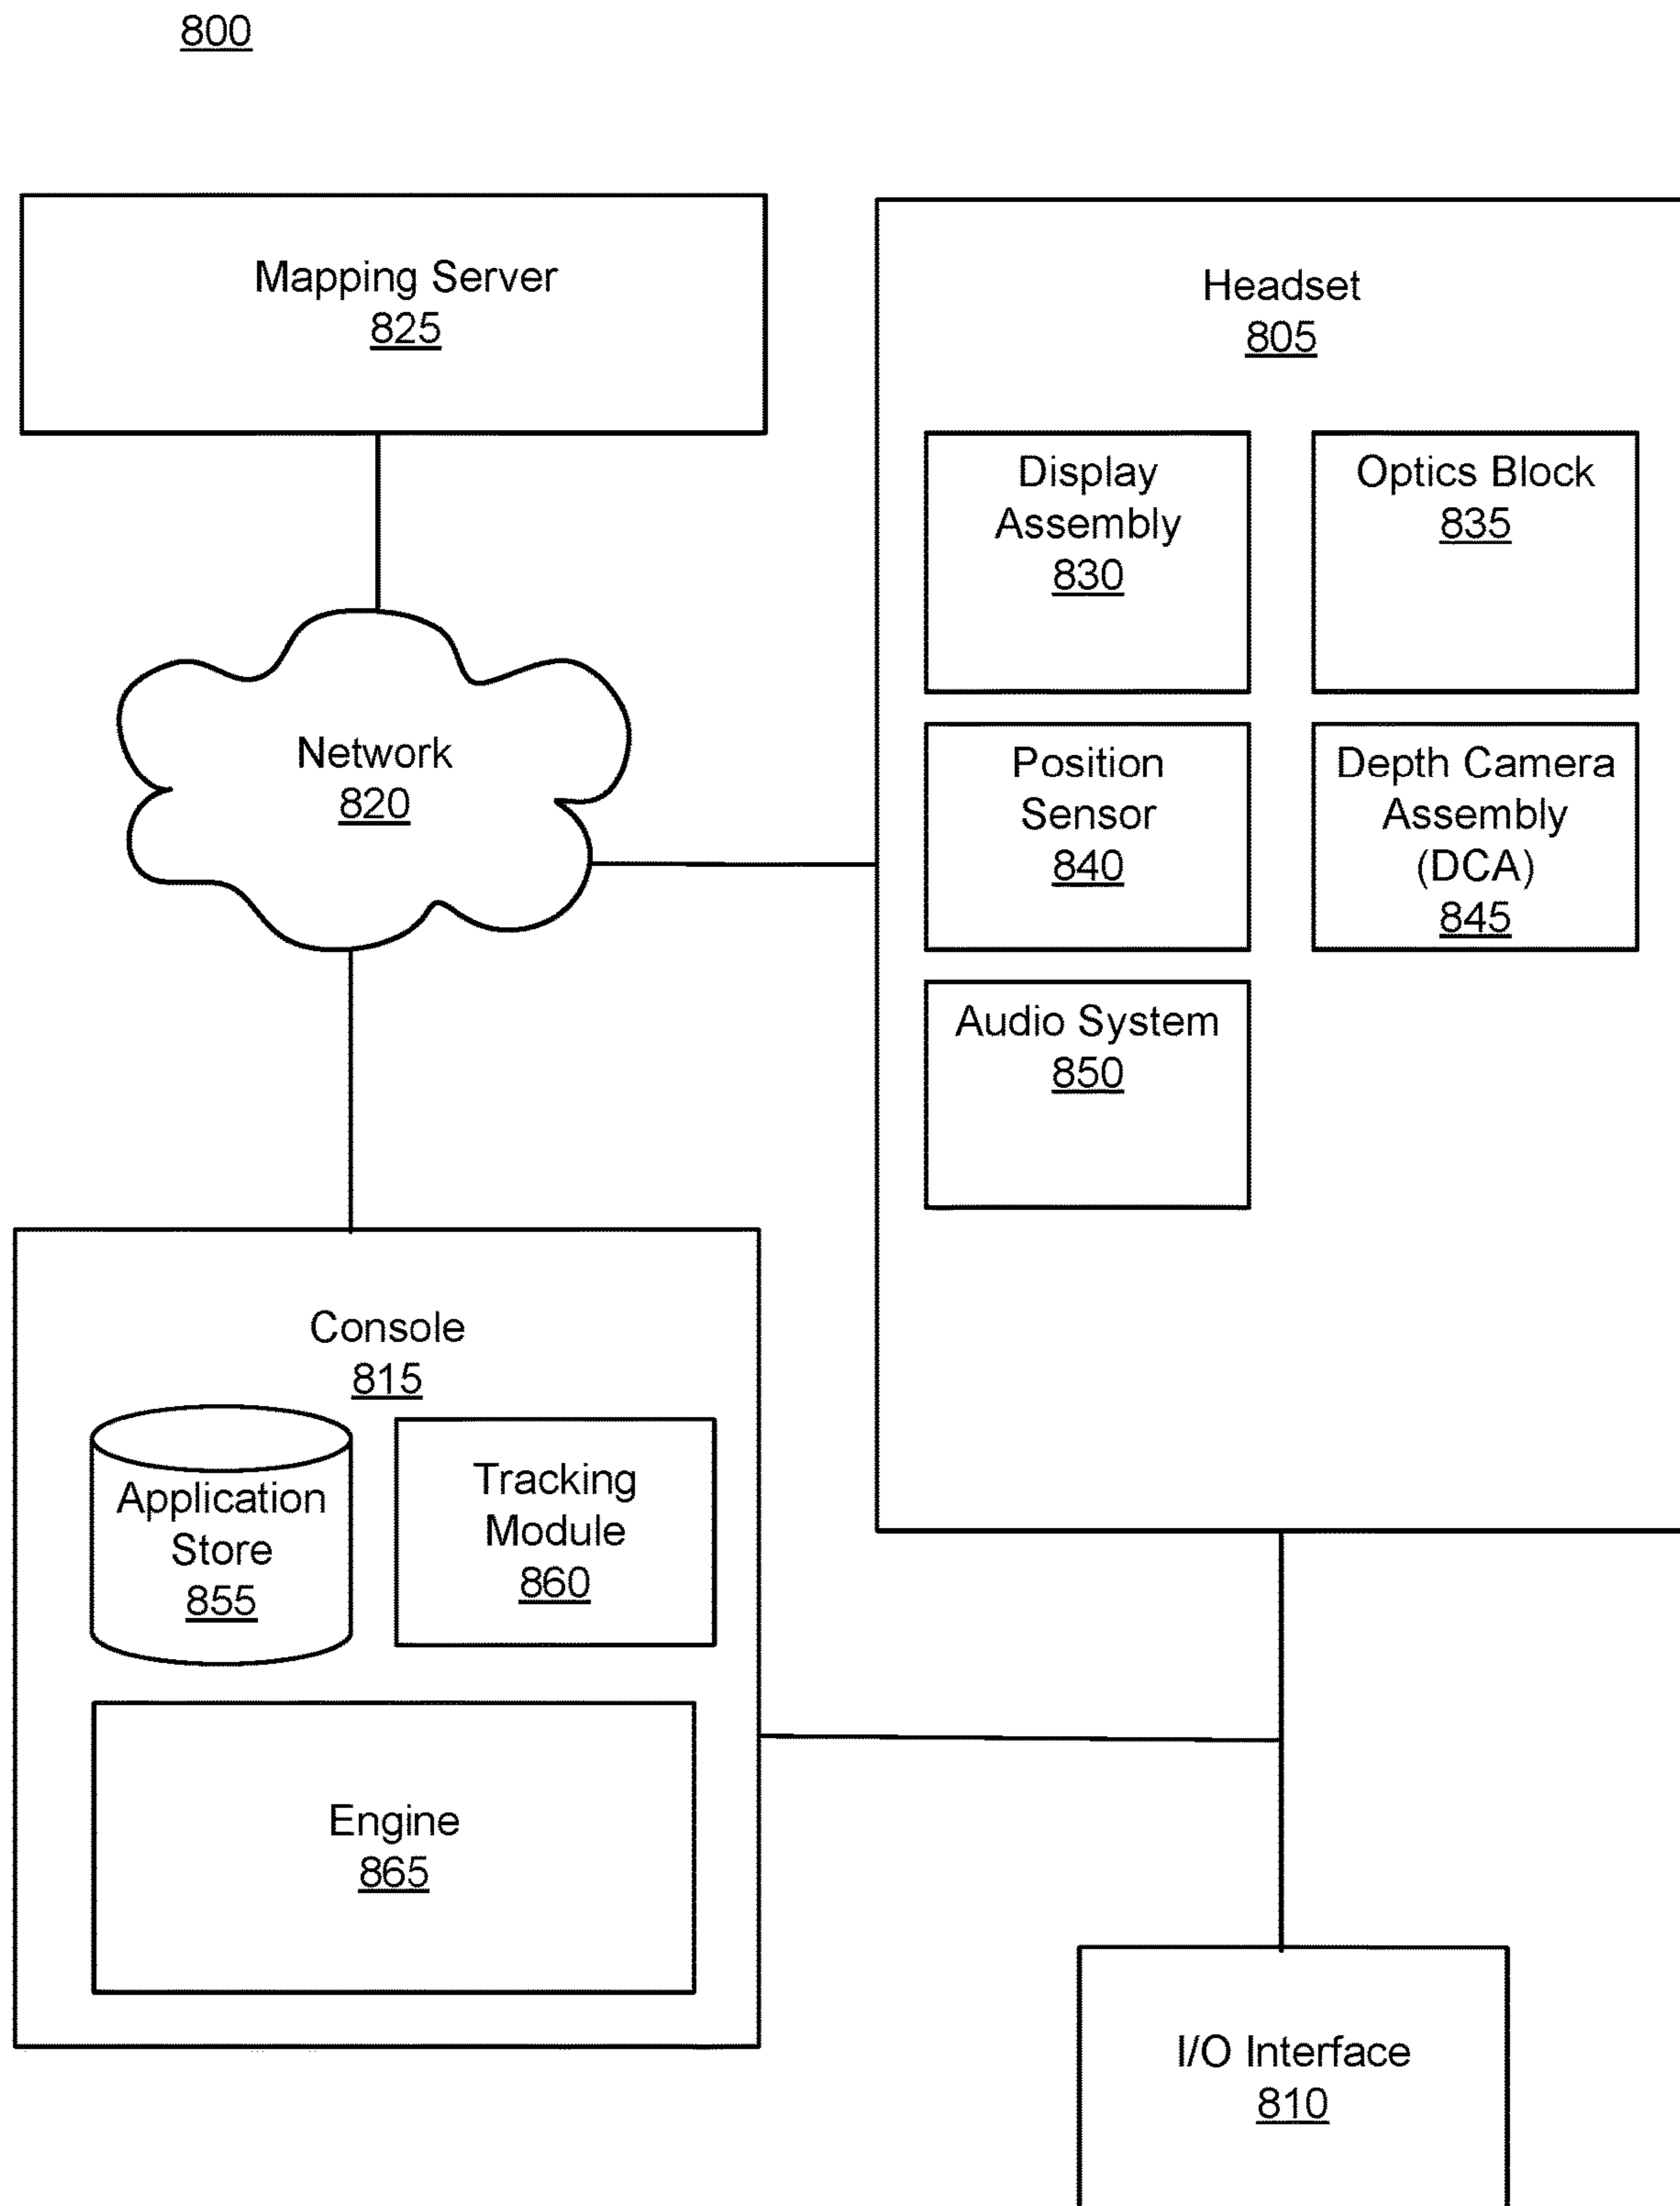 800
Mapping Server
825
Headset
805
Display
Assembly
830
Optics Block
835
Network
820
Position
Sensor
840
Depth Camera
Assembly
(DCA)
845
Audio System
850
Console
815
Application
Store
855
Tracking
Module
860
Engine
865
I/O Interface
810